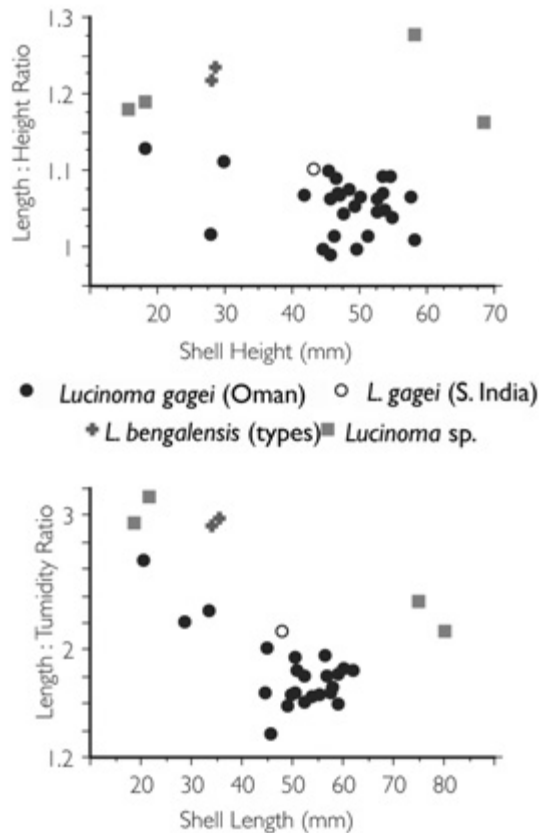 Length : Height Ratio
1.3
1.2
1.1
1
20 30 40 50 60 70
Shell Height (mm)
Lucinoma gagei (Oman) L. gagei (S. India)
L. bengalensis (types) Lucinoma sp.
Length : Tumidity Ratio
3
2
1.2
20 30 40 50 60 70 80
Shell Length (mm)